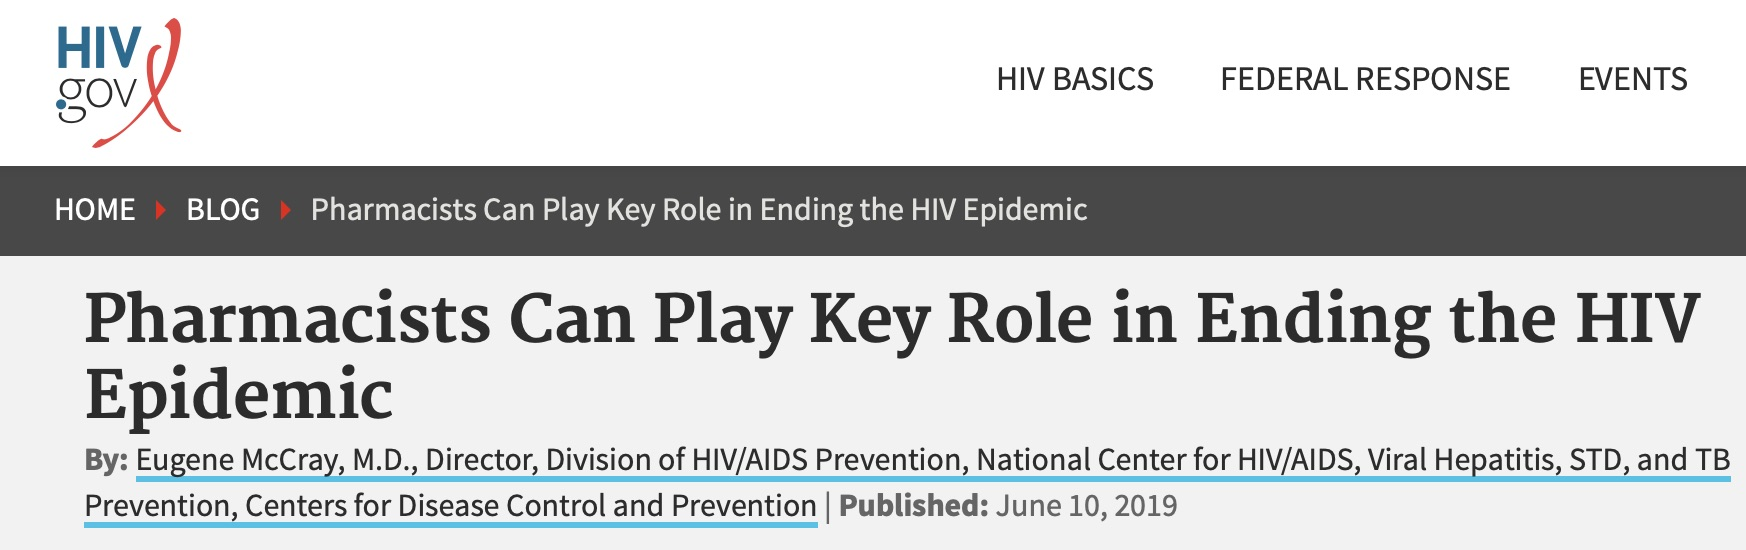 HIV
.gov
HIV BASICS FEDERAL RESPONSE EVENTS
HOME BLOG Pharmacists Can Play Key Role in Ending the HIV Epidemic
Pharmacists Can Play Key Role in Ending the HIV
Epidemic
By: Eugene McCray, M.D., Director, Division of HIV/AIDS Prevention, National Center for HIV/AIDS, Viral Hepatitis, STD, and TB
Prevention, Centers for Disease Control and Prevention | Published: June 10, 2019